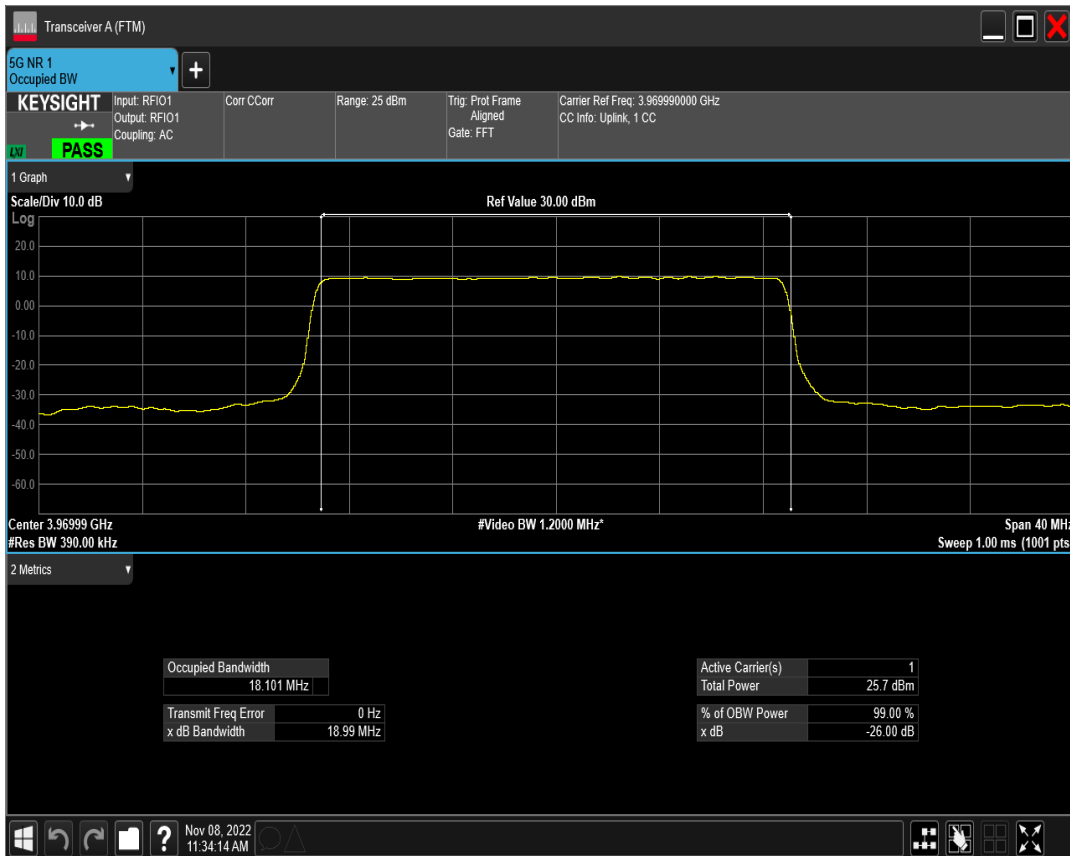 Transceiver A (FTM)
5G NR 1
Occupied BW
+
KEYSIGHT
LXI
PASS
Input: RFIO1
Output: RFIO1
Coupling: AC
Corr CCorr
Range: 25 dBm
Trig: Prot Frame
Aligned
Gate: FFT
Carrier Ref Freq: 3.969990000 GHz
CC Info: Uplink, 1 CC
1 Graph
Scale/Div 10.0 dB
Ref Value 30.00 dBm
Log
20.0
10.0
0.00
-10.0
-20.0
-30.0
-40.0
-50.0
-60.0
Center 3.96999 GHz
#Video BW 1.2000 MHz*
Span 40 MHz
#Res BW 390.00 kHz
Sweep 1.00 ms (1001 pts
2 Metrics
Occupied Bandwidth
18.101 MHz
Transmit Freq Error 0 Hz
x dB Bandwidth 18.99 MHz
Active Carrier(s) 1
Total Power 25.7 dBm
% of OBW Power 99.00 %
x dB -26.00 dB
?
Nov 08, 2022
11:34:14 AM